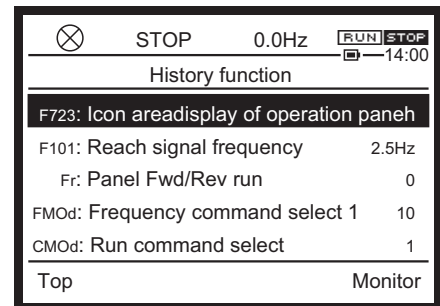 STOP 0.0Hz RUN STOP
14:00
History function
F723: Icon areadisplay of operation paneh
F101: Reach signal frequency 2.5Hz
Fr: Panel Fwd/Rev run 0
FMOd: Frequency command select 1 10
CMOd: Run command select 1
Top Monitor